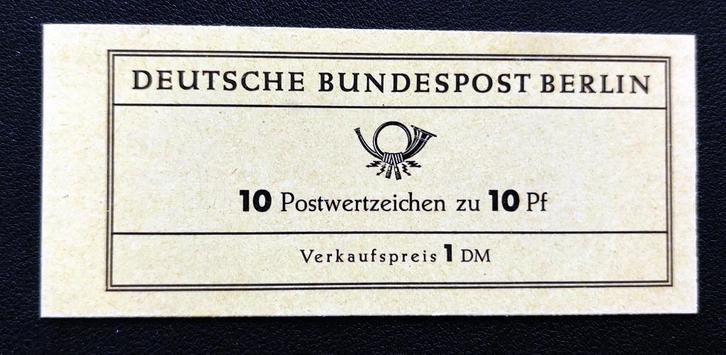 DEUTSCHE BUNDESPOST BERLIN
10 Postwertzeichen zu 10 Pf
Verkaufspreis 1 DM